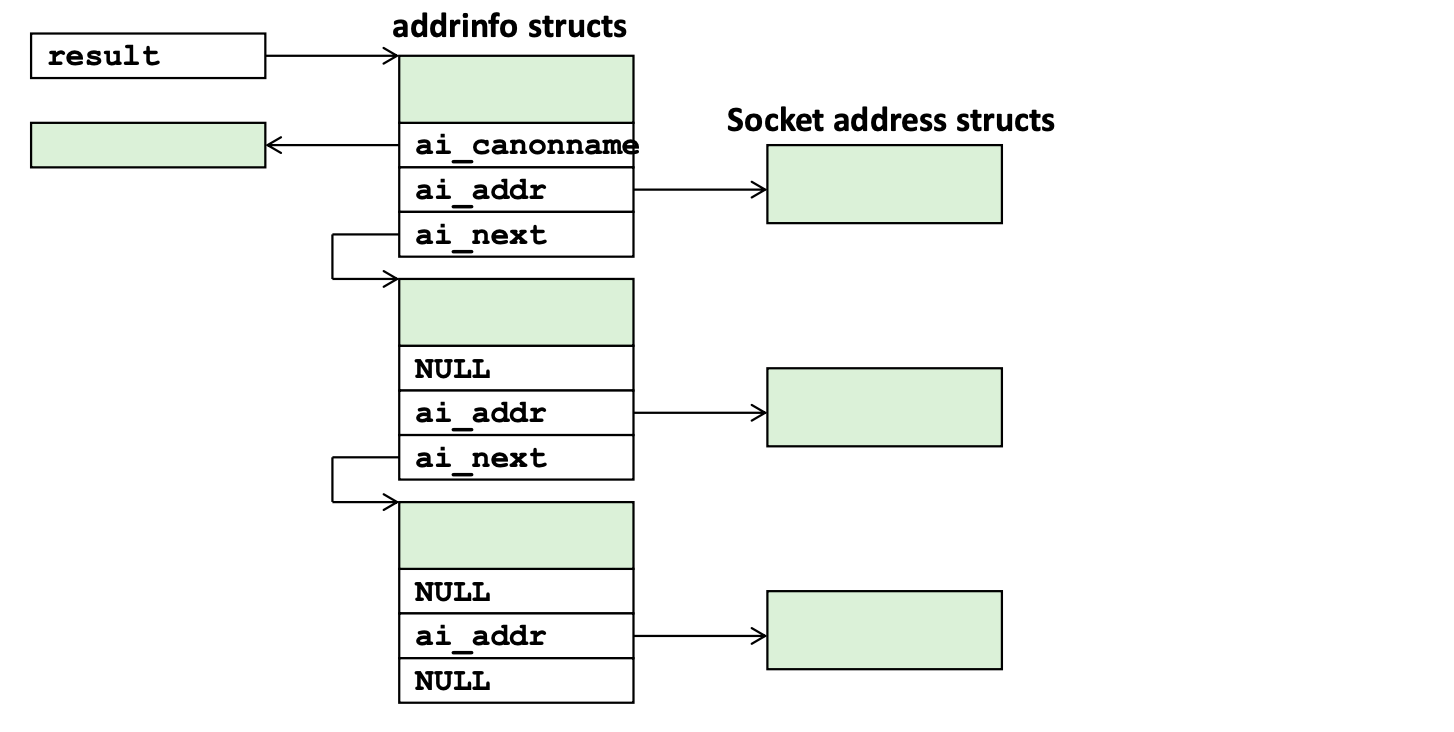 addrinfo structs
result
Socket address structs
ai_canonname
ai_addr
ai_next
NULL
ai_addr
ai_next
NULL
ai_addr
NULL